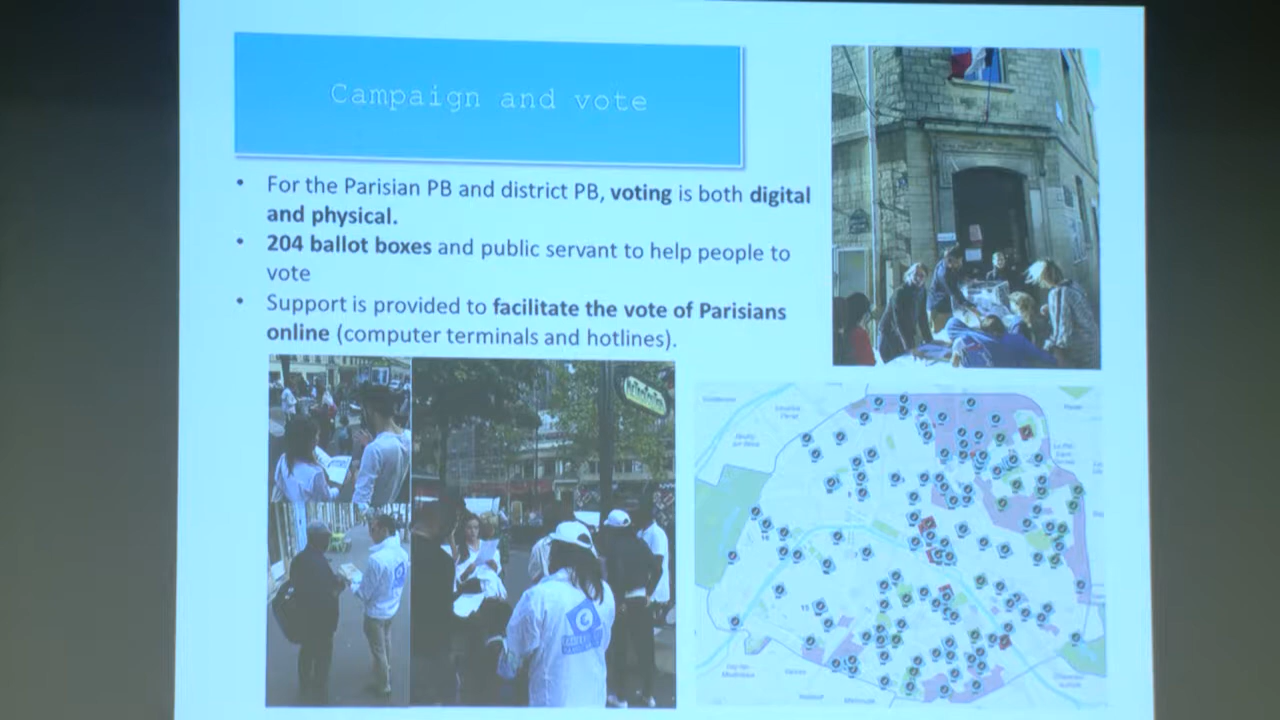 Campaign and vote
• For the Parisian PB and district PB, voting is both digital
and physical.
• 204 ballot boxes and public servant to help people to
vote
• Support is provided to facilitate the vote of Parisians
online (computer terminals and hotlines).